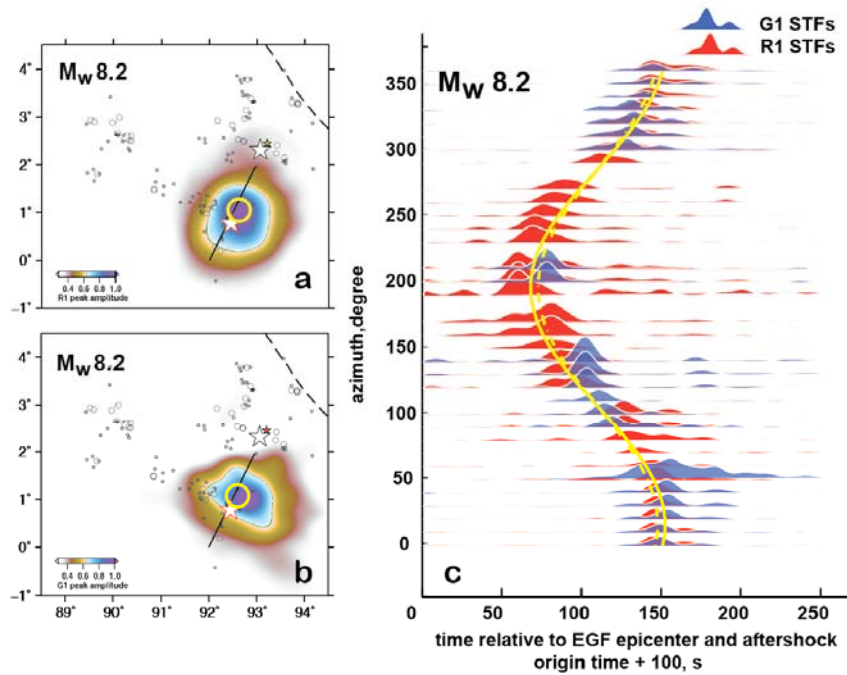 G1 STFs
R1 STFs
Mw 8.2
4°
3°
2°
1°
0°
−1°
0.4 0.6 0.8 1.0
R1 peak amplitude
a
Mw 8.2
4°
3°
2°
1°
0°
−1°
0.4 0.6 0.8 1.0
G1 peak amplitude
b
89° 90° 91° 92° 93° 94°
Mw 8.2
azimuth,degree
350
300
250
200
150
100
50
0
c
0 50 100 150 200 250
time relative to EGF epicenter and aftershock
origin time + 100, s